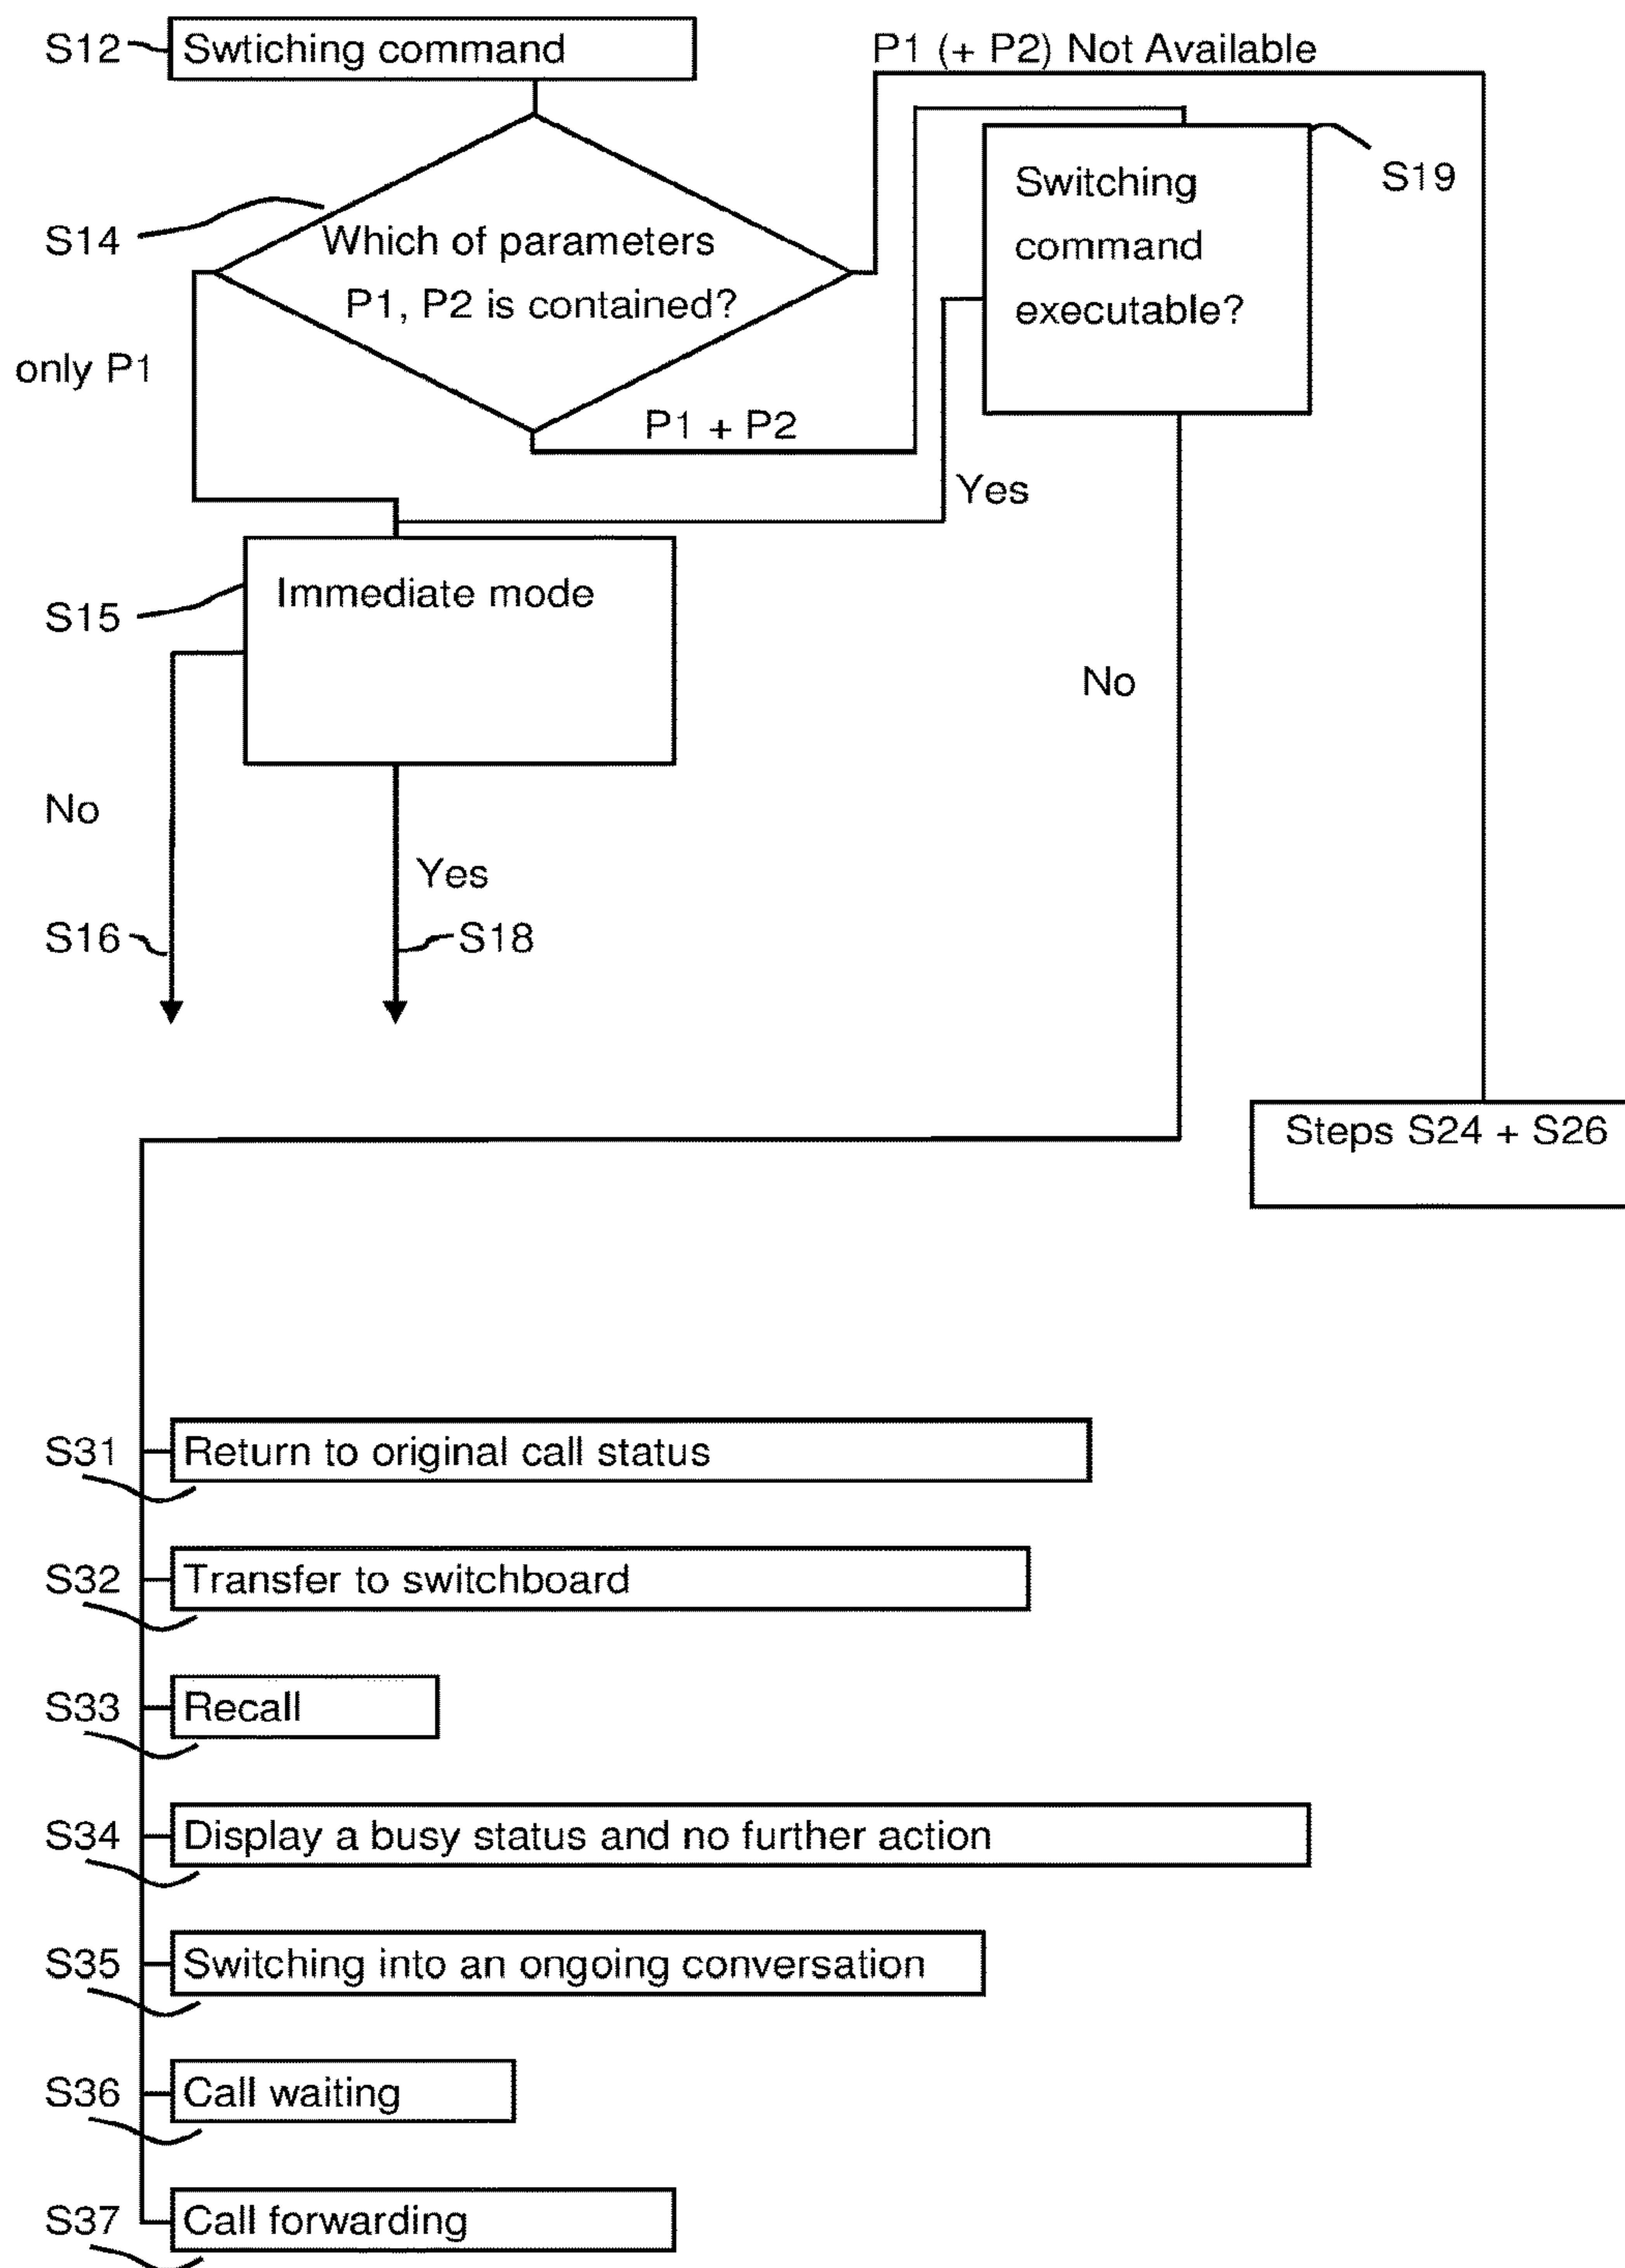 S12
Swtiching command
P1 (+ P2) Not Available
S19
Switching
command
executable?
S14
Which of parameters
P1, P2 is contained?
only P1
P1 + P2
Yes
S15
Immediate mode
No
No
Yes
S16
S18
Steps S24 + S26
S31
Return to original call status
S32
Transfer to switchboard
S33
Recall
S34
Display a busy status and no further action
S35
Switching into an ongoing conversation
S36
Call waiting
S37
Call forwarding